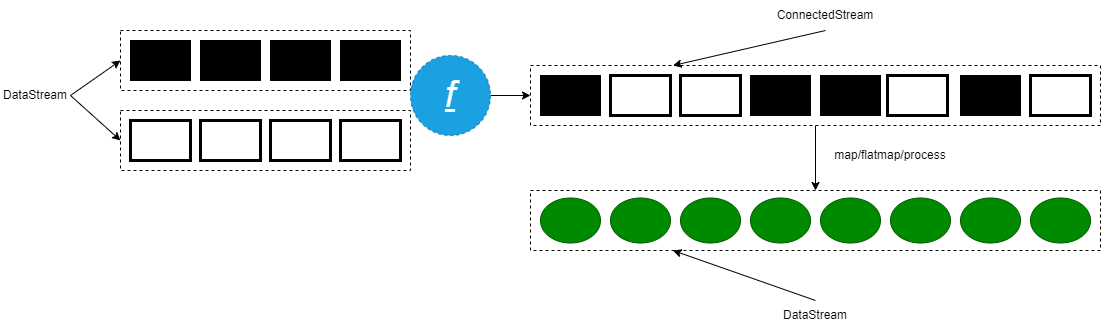 ConnectedStream
DataStream
f
map/flatmap/process
DataStream